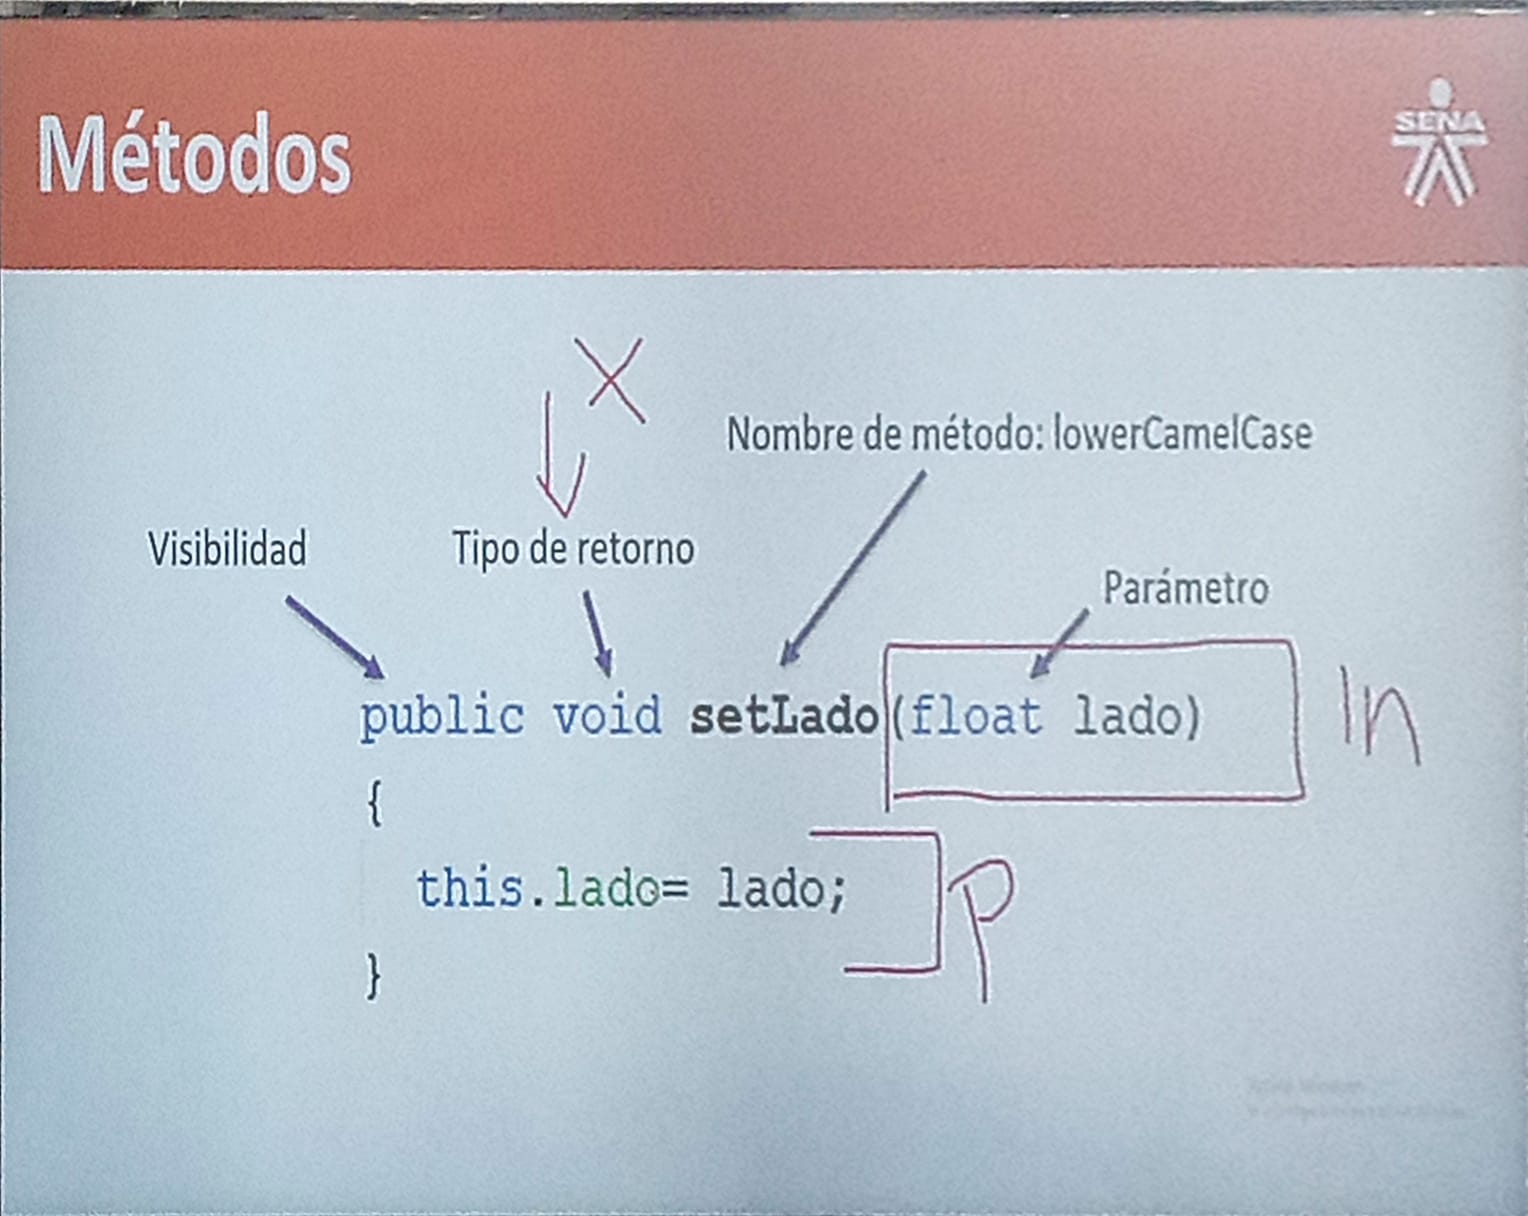 Métodos
SENA
X
Nombre de método: lowerCamelCase
Visibilidad
Tipo de retorno
Parámetro
public void setLado(float lado)
In
{
this.lado= lado;
P
}